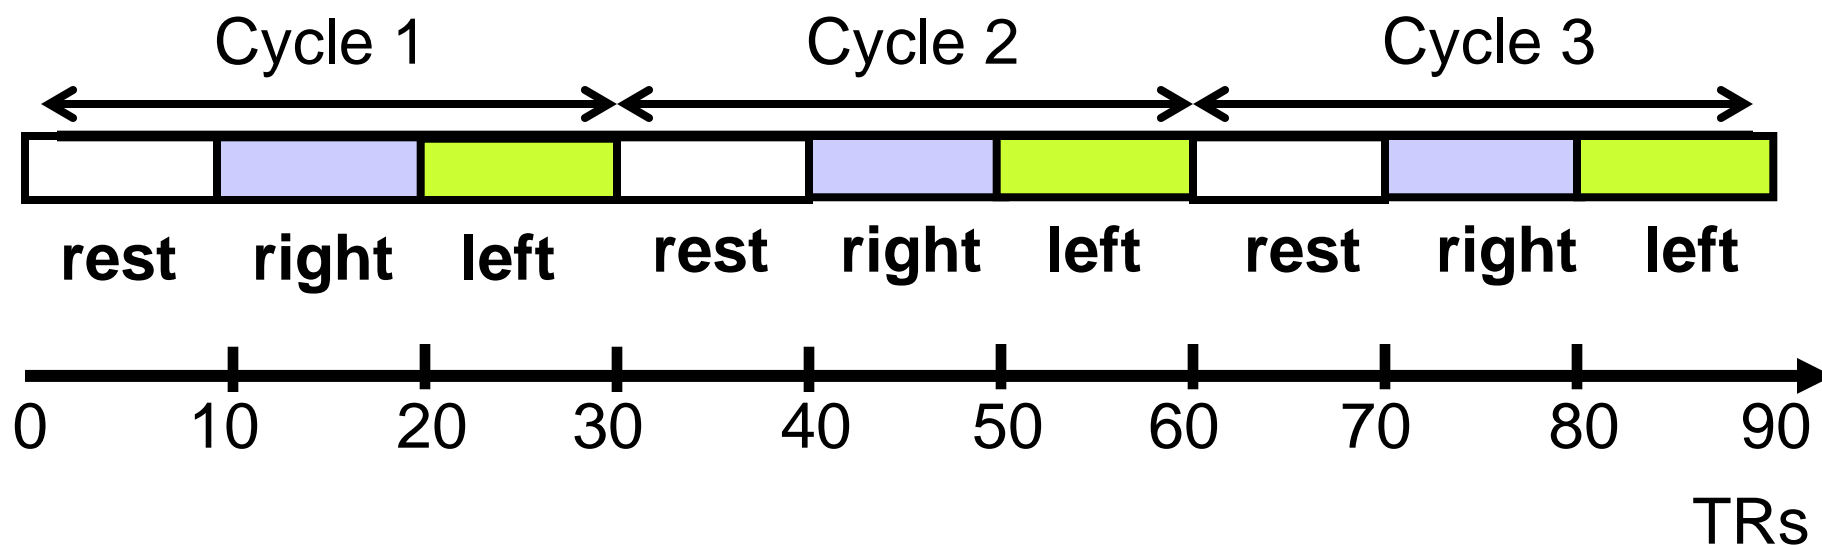 Cycle 1 Cycle 2 Cycle 3
rest right left rest right left rest right left
0 10 20 30 40 50 60 70 80 90
TRs